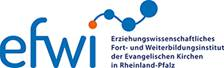 efwi
Erziehungswissenschaftliches
Fort- und Weiterbildungsinstitut
der Evangelischen Kirchen
in Rheinland-Pfalz